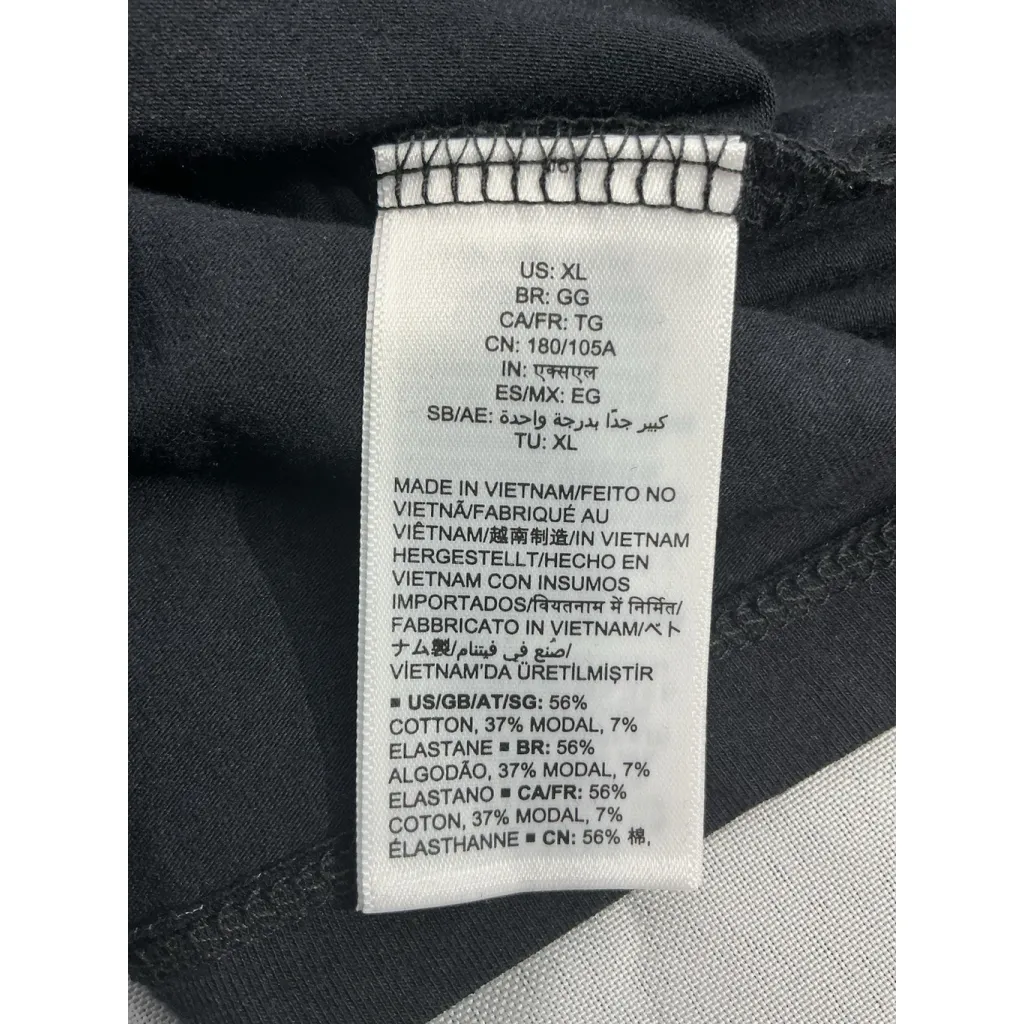 US: XL
BR: GG
CA/FR: TG
CN: 180/105A
IN: एक्सएल
ES/MX: EG
SB/AE: كبير جدًا بدرجة واحدة
TU: XL
MADE IN VIETNAM/FEITO NO
VIETNÃ/FABRIQUÉ AU
VIÊTNAM/越南制造/IN VIETNAM
HERGESTELLT/HECHO EN
VIETNAM CON INSUMOS
IMPORTADOS/वियतनाम में निर्मित/
FABBRICATO IN VIETNAM/ベト
ナム製/صُنع في فيتنام/
VİETNAM'DA ÜRETİLMİŞTİR
▪ US/GB/AT/SG: 56%
COTTON, 37% MODAL, 7%
ELASTANE ▪ BR: 56%
ALGODÃO, 37% MODAL, 7%
ELASTANO ▪ CA/FR: 56%
COTON, 37% MODAL, 7%
ÉLASTHANNE ▪ CN: 56% 棉,